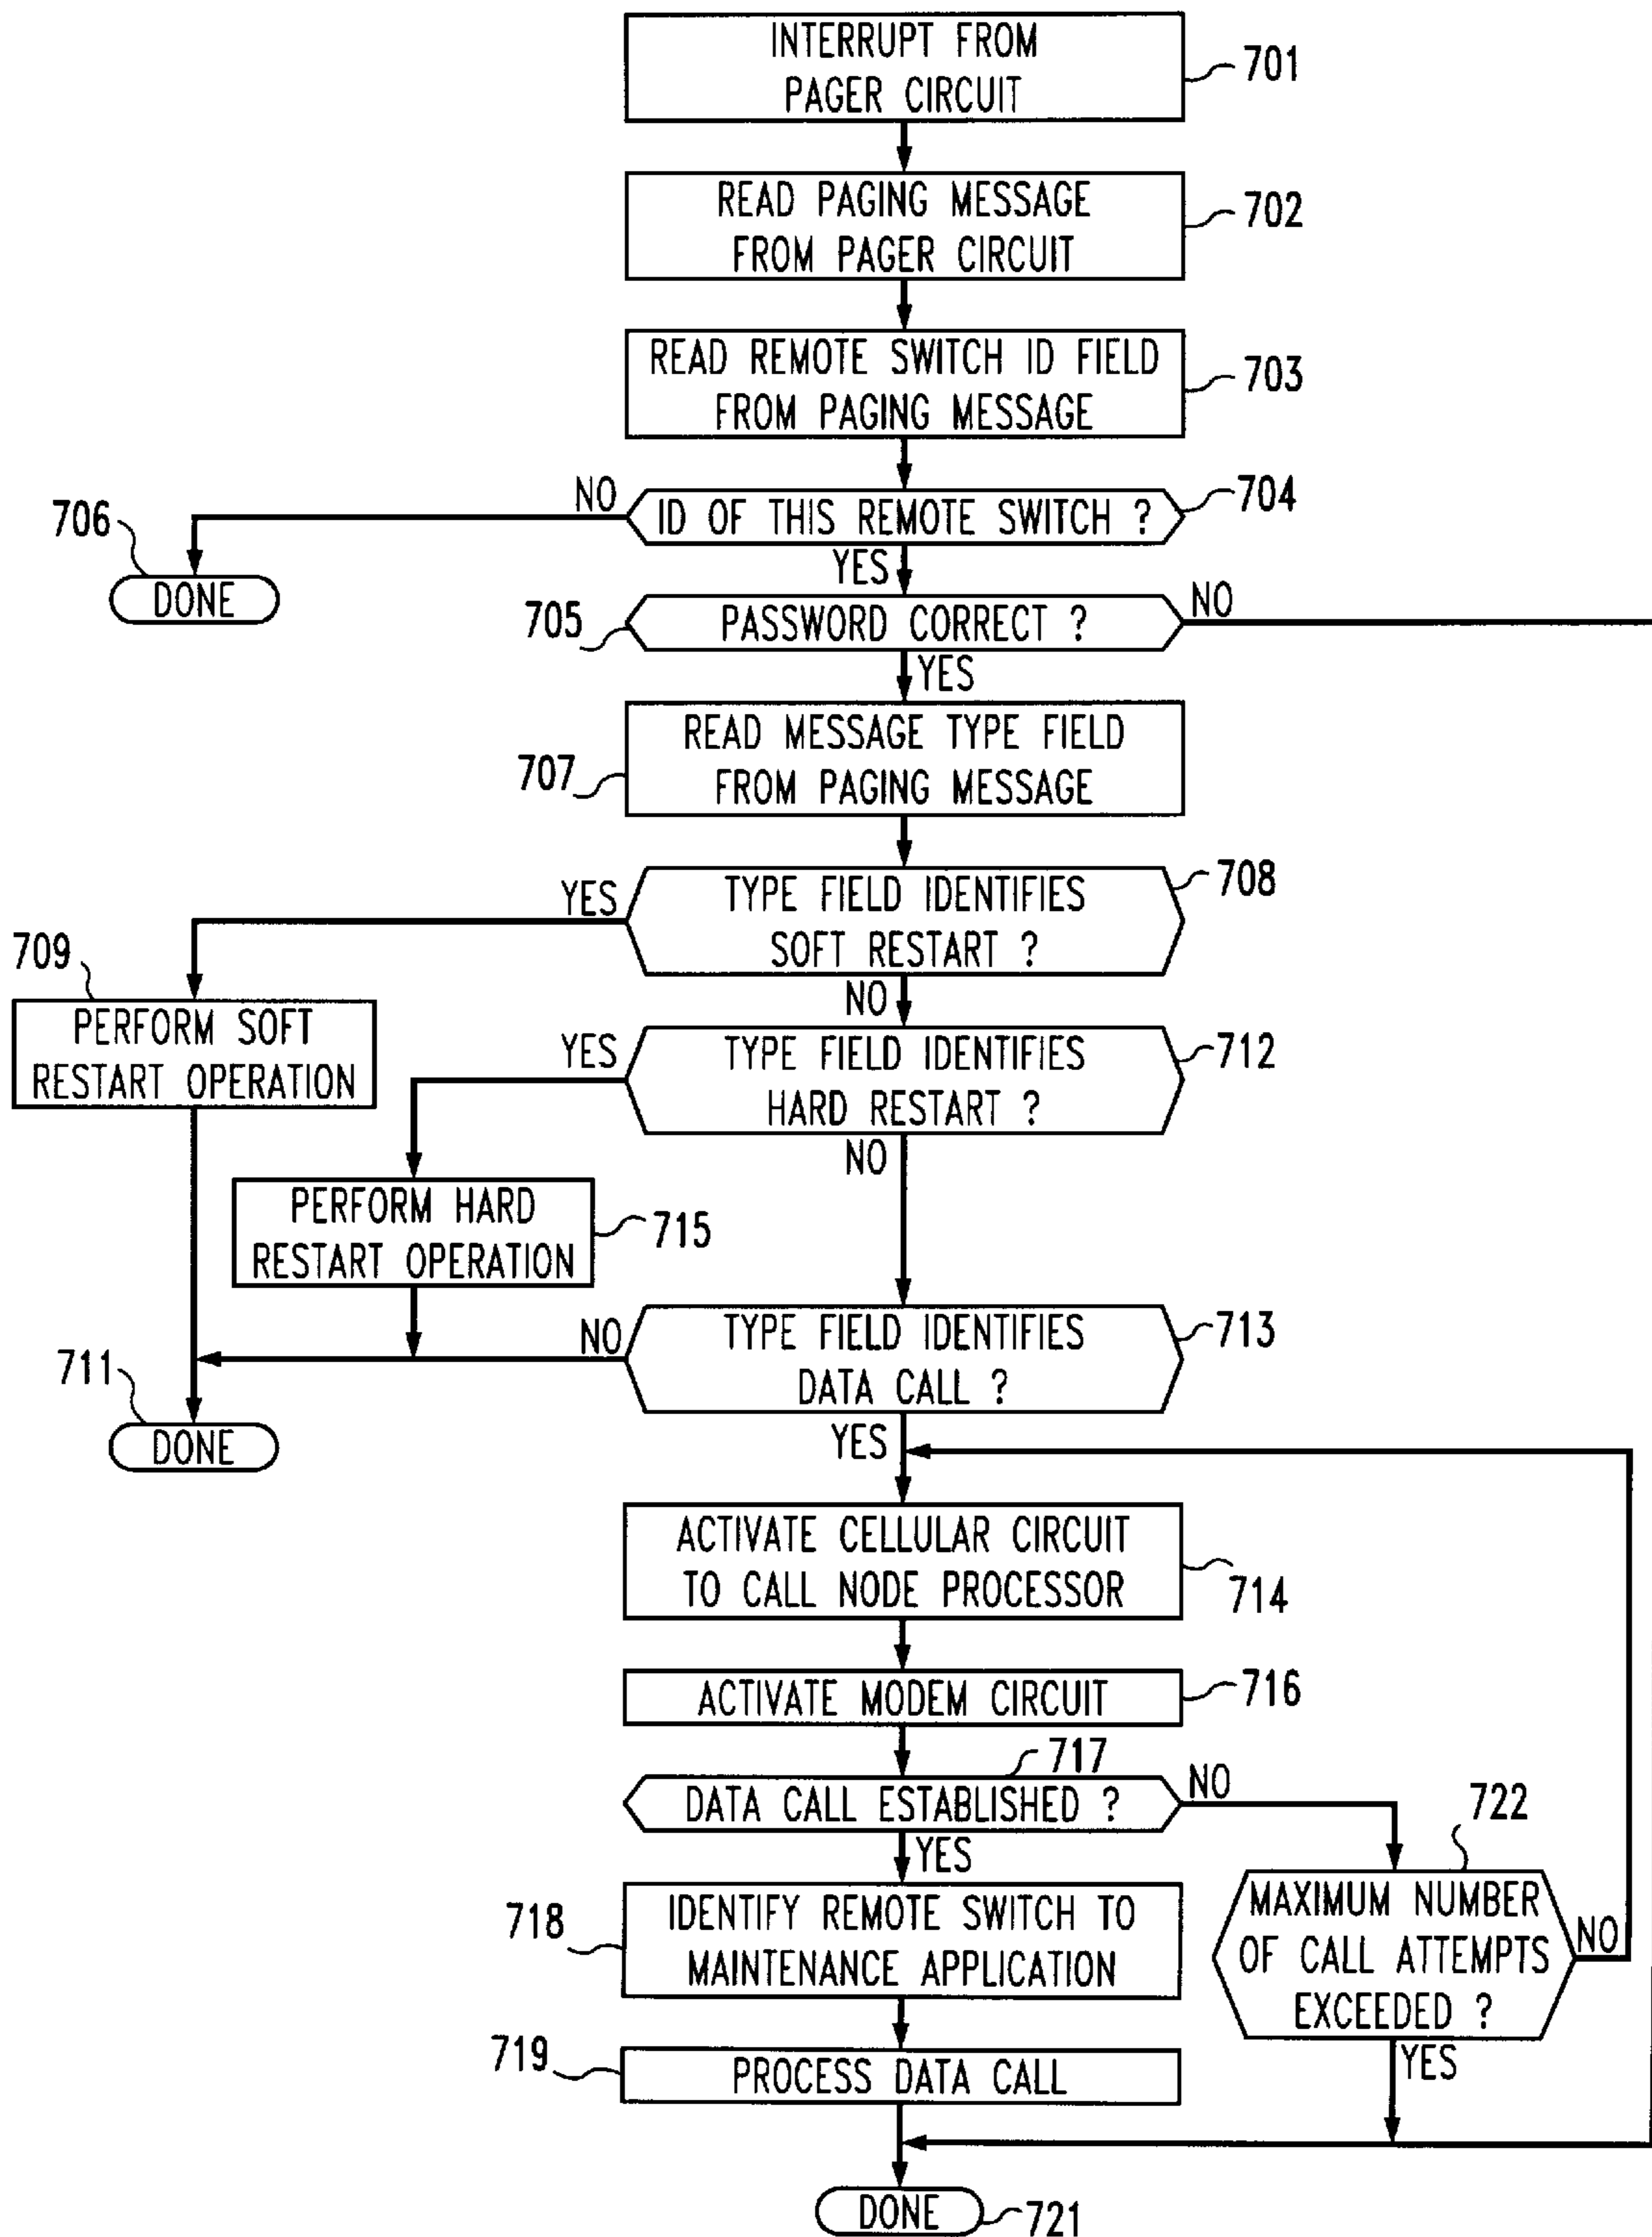 INTERRUPT FROM
PAGER CIRCUIT
701
READ PAGING MESSAGE
FROM PAGER CIRCUIT
702
READ REMOTE SWITCH ID FIELD
FROM PAGING MESSAGE
703
NO
ID OF THIS REMOTE SWITCH ?
704
706
DONE
YES
705
PASSWORD CORRECT ?
NO
YES
READ MESSAGE TYPE FIELD
FROM PAGING MESSAGE
707
YES
TYPE FIELD IDENTIFIES
SOFT RESTART ?
708
709
PERFORM SOFT
RESTART OPERATION
NO
YES
TYPE FIELD IDENTIFIES
HARD RESTART ?
712
NO
PERFORM HARD
RESTART OPERATION
715
NO
TYPE FIELD IDENTIFIES
DATA CALL ?
713
711
DONE
YES
ACTIVATE CELLULAR CIRCUIT
TO CALL NODE PROCESSOR
714
ACTIVATE MODEM CIRCUIT
716
717
DATA CALL ESTABLISHED ?
NO
722
YES
718
IDENTIFY REMOTE SWITCH TO
MAINTENANCE APPLICATION
MAXIMUM NUMBER
OF CALL ATTEMPTS
EXCEEDED ?
NO
719
PROCESS DATA CALL
YES
DONE
721